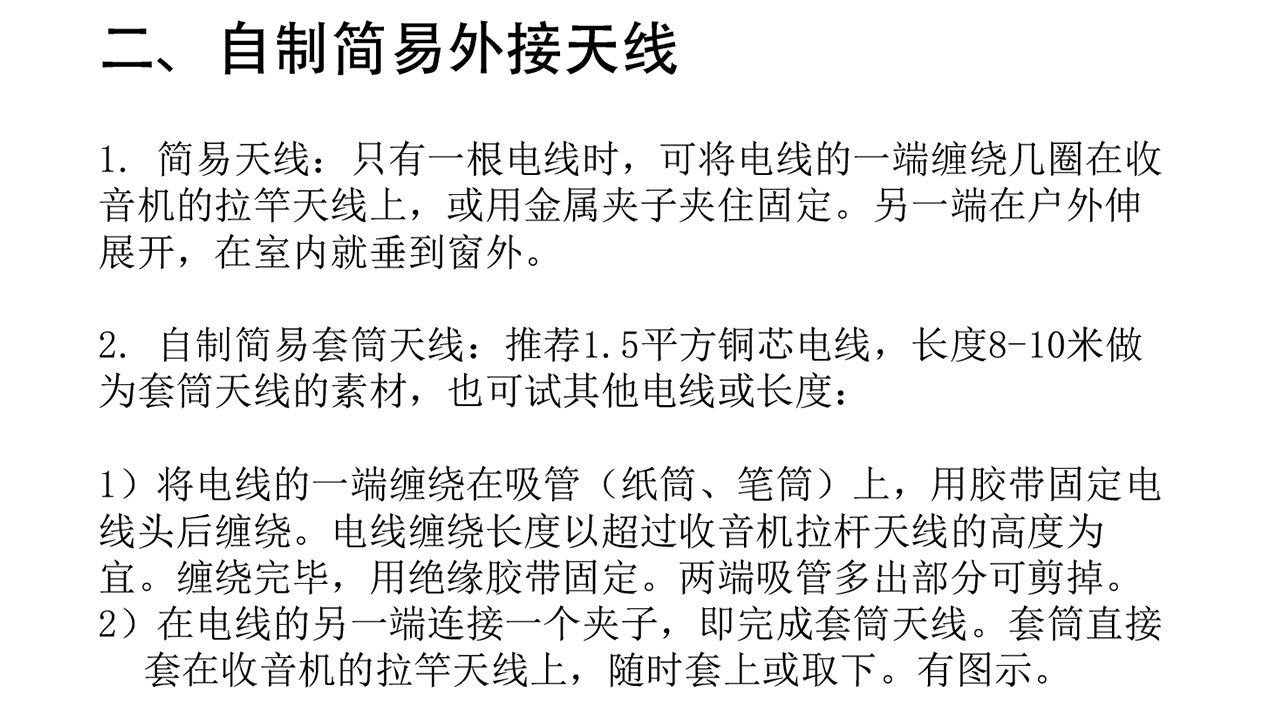 二、自制简易外接天线
1. 简易天线：只有一根电线时，可将电线的一端缠绕几圈在收
音机的拉竿天线上，或用金属夹子夹住固定。另一端在户外伸
展开，在室内就垂到窗外。
2. 自制简易套筒天线：推荐1.5平方铜芯电线，长度8-10米做
为套筒天线的素材，也可试其他电线或长度：
1）将电线的一端缠绕在吸管（纸筒、笔筒）上，用胶带固定电
线头后缠绕。电线缠绕长度以超过收音机拉杆天线的高度为
宜。缠绕完毕，用绝缘胶带固定。两端吸管多出部分可剪掉。
2）在电线的另一端连接一个夹子，即完成套筒天线。套筒直接
套在收音机的拉竿天线上，随时套上或取下。有图示。